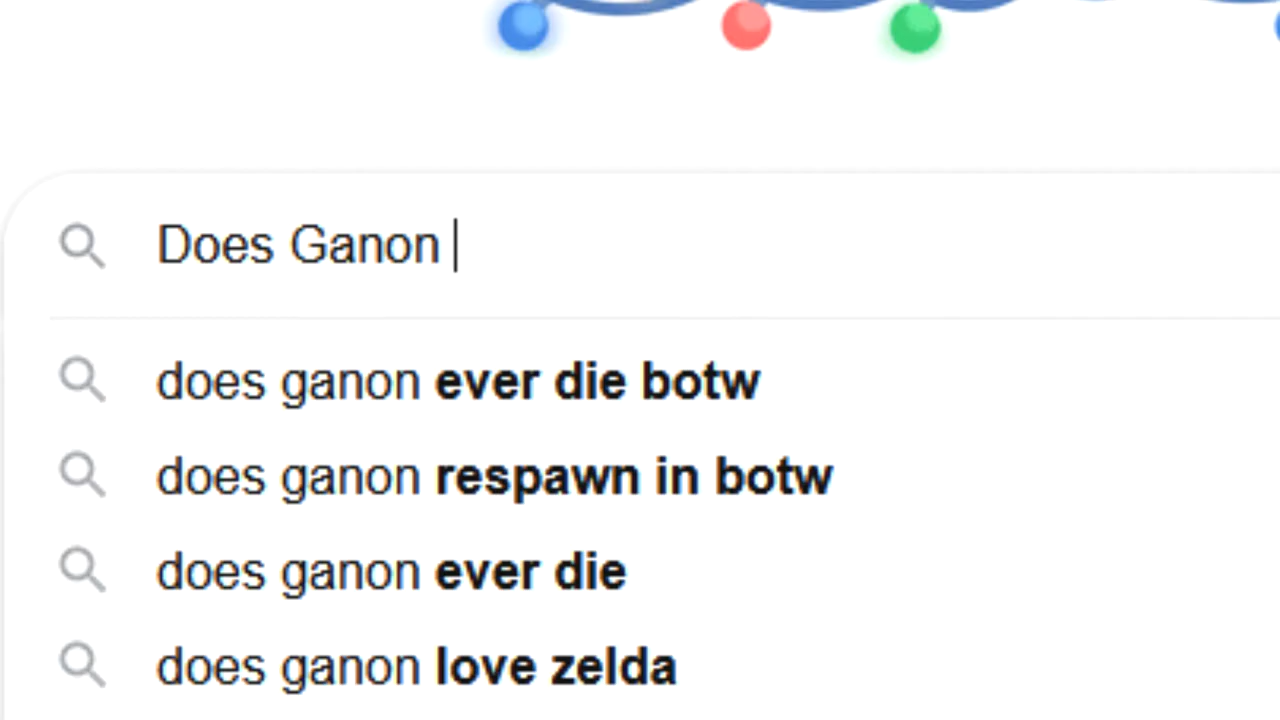 Does Ganon
does ganon ever die botw
does ganon respawn in botw
does ganon ever die
does ganon love zelda